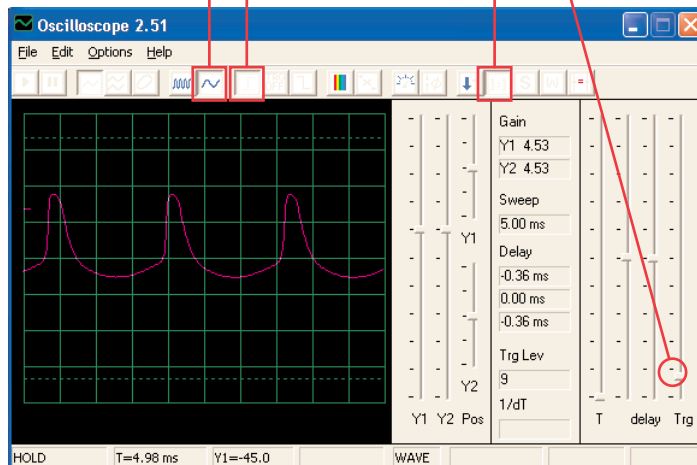 Oscilloscope 2.51
File Edit Options Help
Gain
Y1 4.53
Y2 4.53
Sweep
5.00 ms
Y1
Delay
-0.36 ms
0.00 ms
-0.36 ms
Trg Lev
9
Y2
1/dT
Y1 Y2 Pos
T delay Trg
HOLD T=4.98 ms Y1=-45.0 WAVE